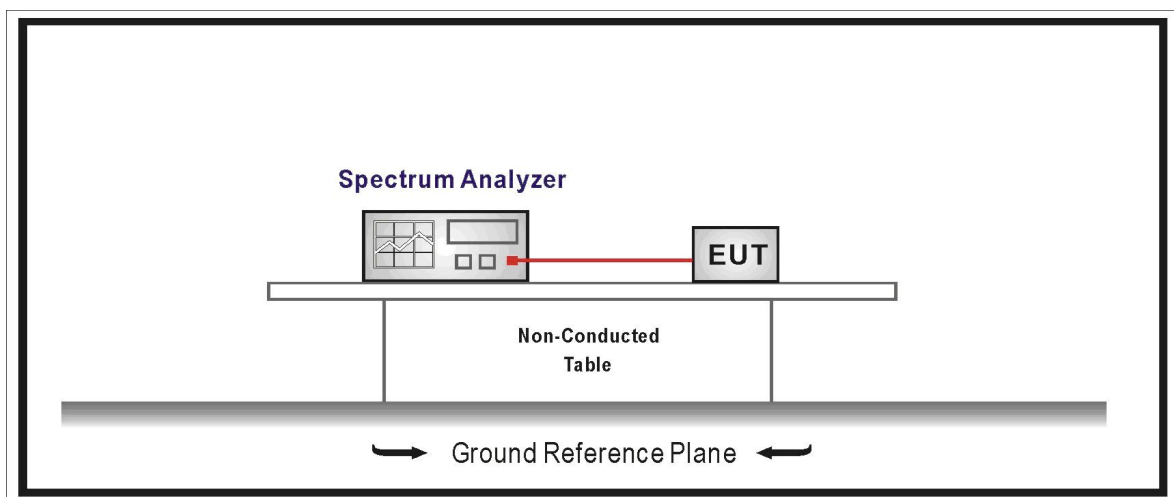 Spectrum Analyzer
EUT
Non-Conducted
Table
Ground Reference Plane